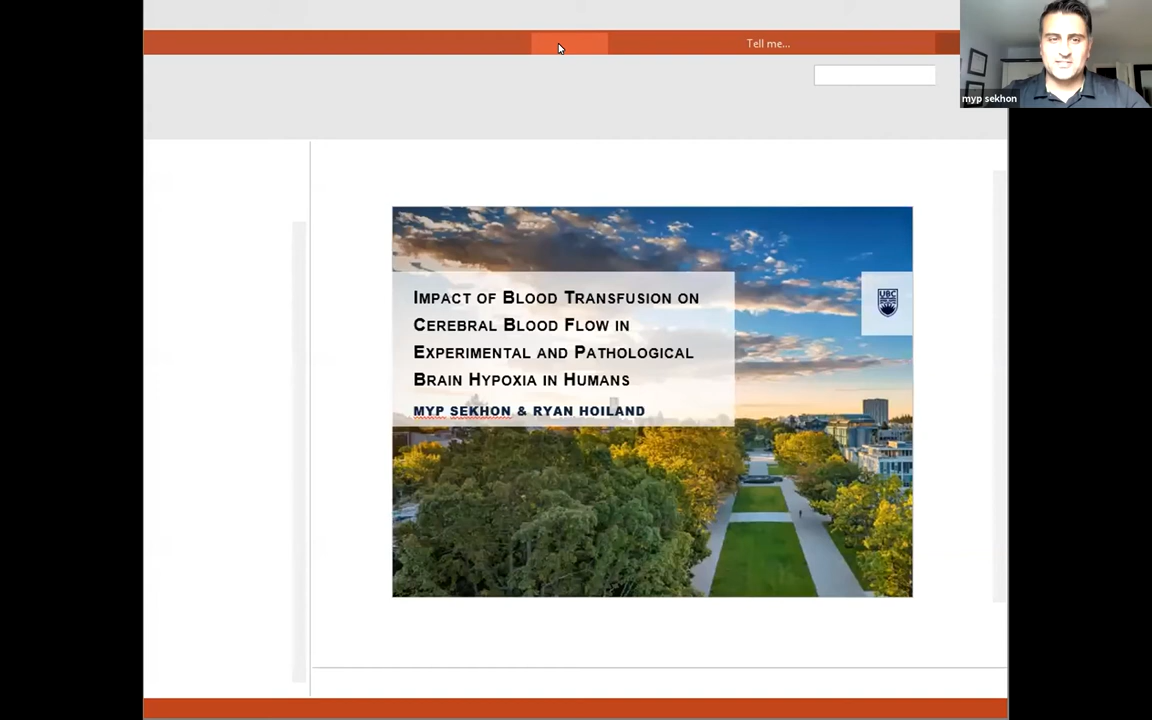 Tell me...
myp sekhon
IMPACT OF BLOOD TRANSFUSION ON
CEREBRAL BLOOD FLOW IN
EXPERIMENTAL AND PATHOLOGICAL
BRAIN HYPOXIA IN HUMANS
MYP SEKHON & RYAN HOILAND
UBC